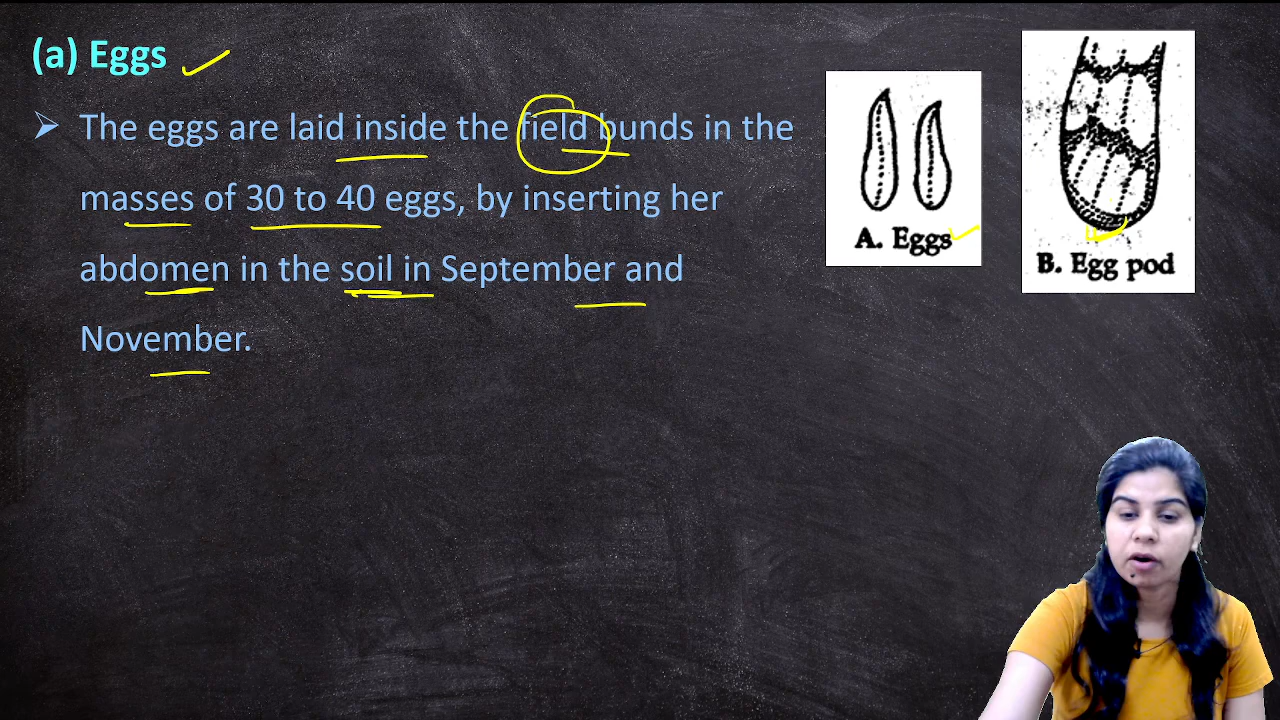 (a) Eggs
The eggs are laid inside the field bunds in the
masses of 30 to 40 eggs, by inserting her
abdomen in the soil in September and
November.
A. Eggs
B. Egg pod